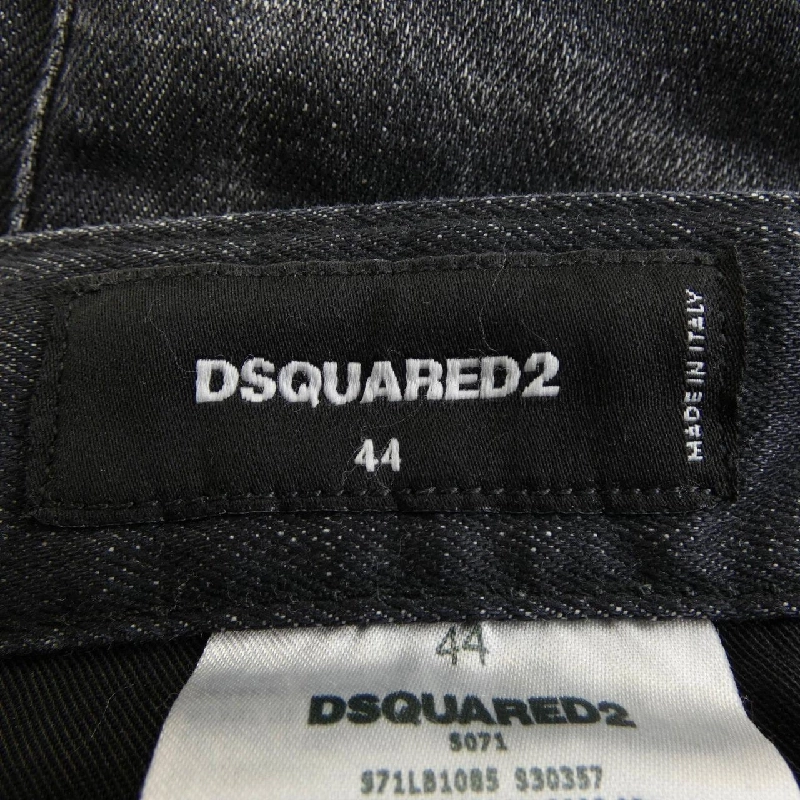 DSQUARED2
44
MADE IN ITALY
44
DSQUARED2
S071
S71LB1085 S30357